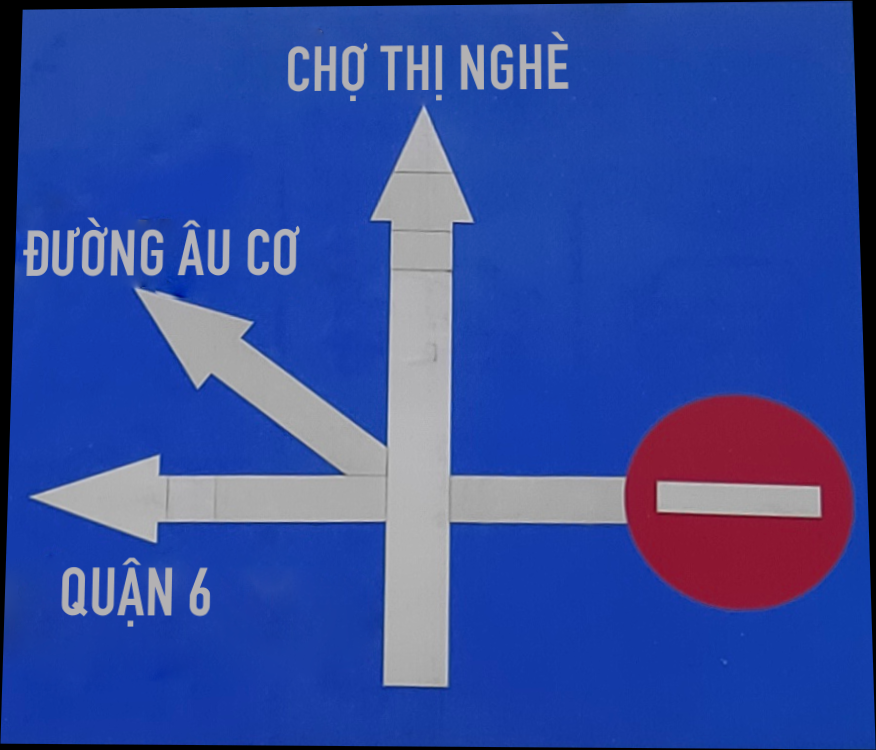 CHỢ THỊ NGHÈ
ĐƯỜNG ÂU CƠ
QUẬN 6